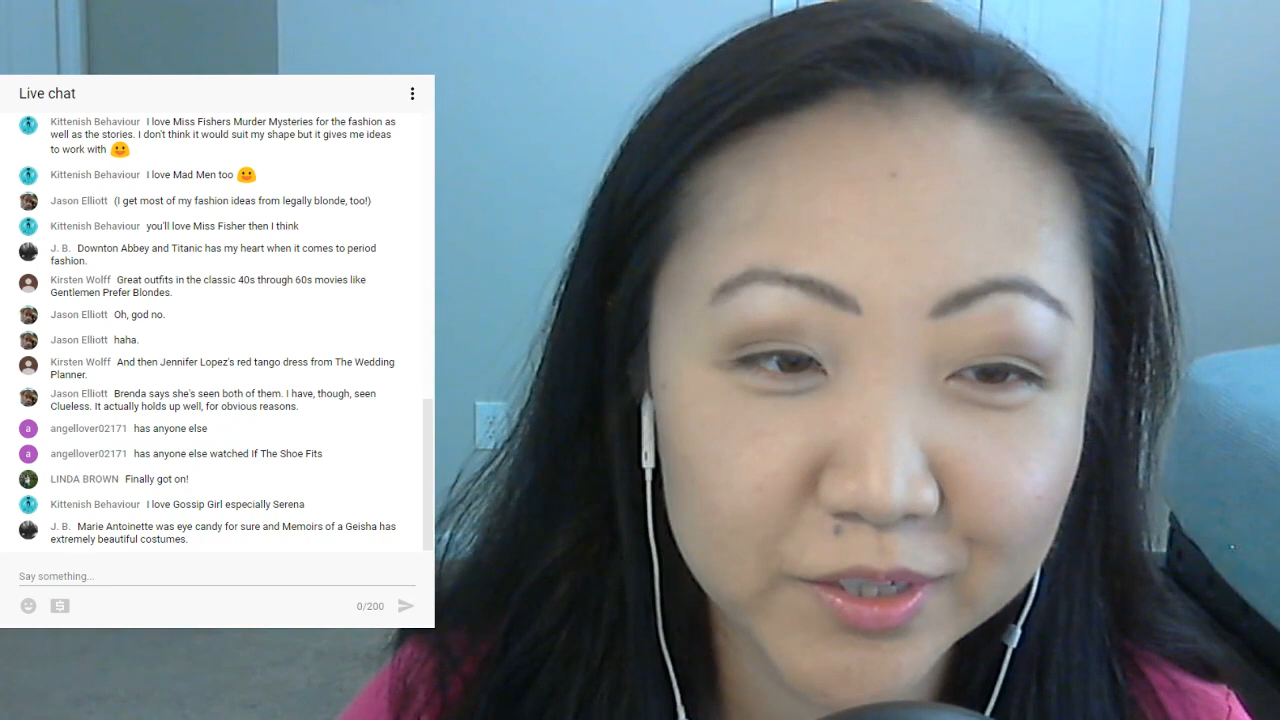 Live chat
Kittenish Behaviour I love Miss Fishers Murder Mysteries for the fashion as
well as the stories. I don't think it would suit my shape but it gives me ideas
to work with
Kittenish Behaviour I love Mad Men too
Jason Elliott (I get most of my fashion ideas from legally blonde, too!)
Kittenish Behaviour you'll love Miss Fisher then I think
J. B. Downton Abbey and Titanic has my heart when it comes to period
fashion.
Kirsten Wolff Great outfits in the classic 40s through 60s movies like
Gentlemen Prefer Blondes.
Jason Elliott Oh, god no.
Jason Elliott haha.
Kirsten Wolff And then Jennifer Lopez's red tango dress from The Wedding
Planner.
Jason Elliott Brenda says she's seen both of them. I have, though, seen
Clueless. It actually holds up well, for obvious reasons.
a angellover02171 has anyone else
a angellover02171 has anyone else watched If The Shoe Fits
LINDA BROWN Finally got on!
Kittenish Behaviour I love Gossip Girl especially Serena
J. B. Marie Antoinette was eye candy for sure and Memoirs of a Geisha has
extremely beautiful costumes.
Say something...
$ 0/200